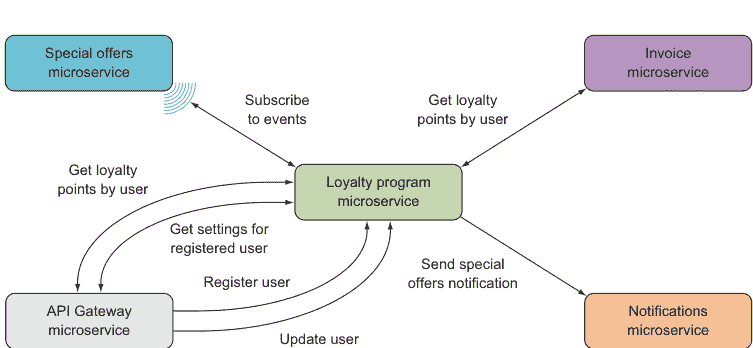 Special offers
microservice
Invoice
microservice
Subscribe
to events
Get loyalty
points by user
Get loyalty
points by user
Loyalty program
microservice
Get settings for
registered user
Register user
Send special
offers notification
API Gateway
microservice
Notifications
microservice
Update user